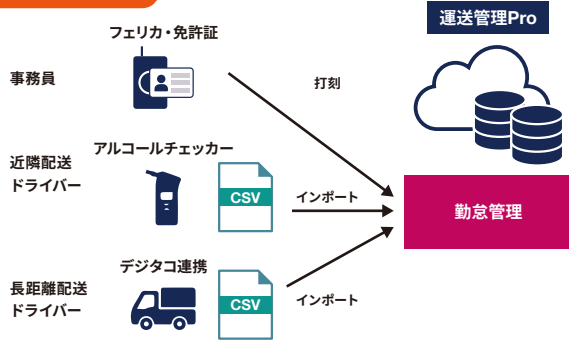 運送管理Pro
フェリカ・免許証
事務員
打刻
アルコールチェッカー
近隣配送
ドライバー
CSV
インポート
勤怠管理
デジタコ連携
長距離配送
ドライバー
CSV
インポート